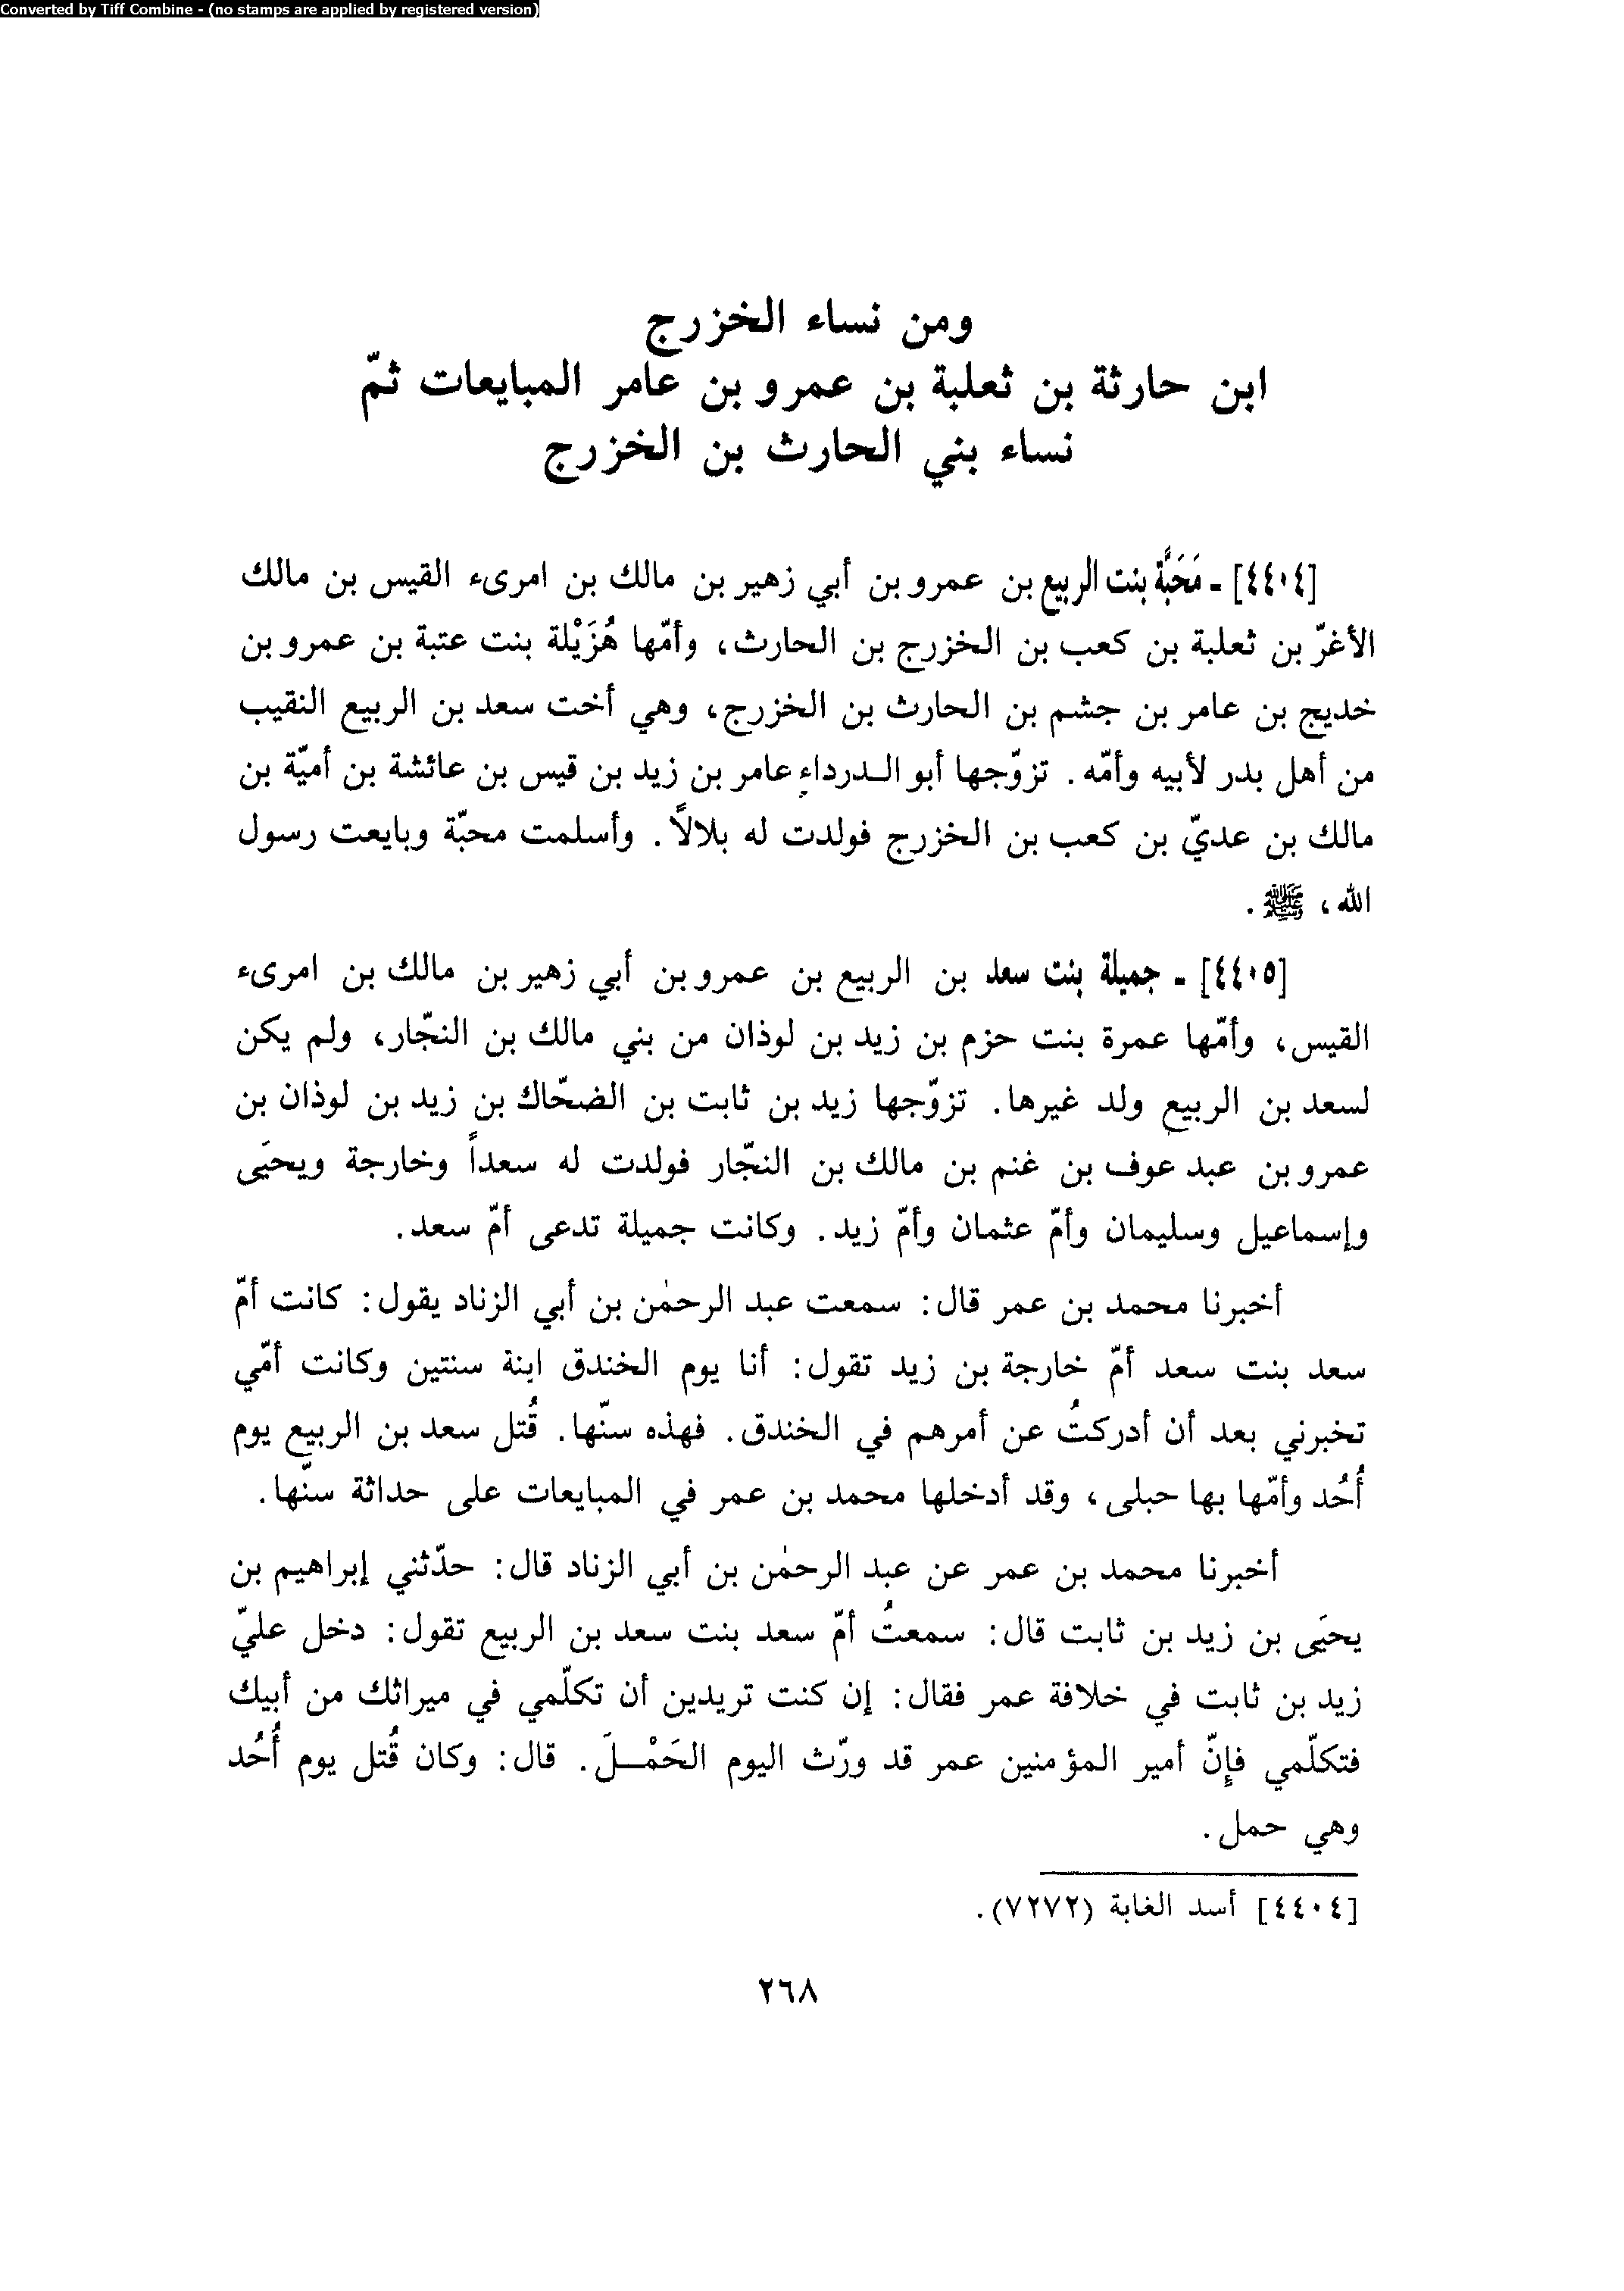 Converted by Tiff Combine - (no stamps are applied by registered version)
ومن نساء الخزرج
ابن حارثة بن ثعلبة بن عمرو بن عامر المبايعات ثمّ
نساء بني الحارث بن الخزرج
[٤٤٠٤] - مَحَبَّة بنت الربيع بن عمرو بن أبي زهير بن مالك بن امرىء القيس بن مالك
الأغرّ بن ثعلبة بن كعب بن الخزرج بن الحارث، وأمّها هُزَيْلة بنت عتبة بن عمرو بن
خديج بن عامر بن جشم بن الحارث بن الخزرج، وهي أخت سعد بن الربيع النقيب
من أهل بدر لأبيه وأمّه. تزوّجها أبو الـدرداء عامر بن زيد بن قيس بن عائشة بن أميّة بن
مالك بن عديّ بن كعب بن الخزرج فولدت له بلالاً. وأسلمت محبّة وبايعت رسول
الله، ﷺ.
[٤٤٠٥] - جميلة بنت سعد بن الربيع بن عمرو بن أبي زهير بن مالك بن امرىء
القيس، وأمّها عمرة بنت حزم بن زيد بن لوذان من بني مالك بن النجّار، ولم يكن
لسعد بن الربيع ولد غيرها. تزوّجها زيد بن ثابت بن الضحّاك بن زيد بن لوذان بن
عمرو بن عبد عوف بن غنم بن مالك بن النجّار فولدت له سعداً وخارجة ويحيَى
وإسماعيل وسليمان وأمّ عثمان وأمّ زيد. وكانت جميلة تدعى أمّ سعد.
أخبرنا محمد بن عمر قال: سمعت عبد الرحمٰن بن أبي الزناد يقول: كانت أمّ
سعد بنت سعد أمّ خارجة بن زيد تقول: أنا يوم الخندق ابنة سنتين وكانت أمّي
تخبرني بعد أن أدركتُ عن أمرهم في الخندق. فهذه سنّها. قُتل سعد بن الربيع يوم
أُحُد وأمّها بها حبلى، وقد أدخلها محمد بن عمر في المبايعات على حداثة سنّها.
أخبرنا محمد بن عمر عن عبد الرحمٰن بن أبي الزناد قال: حدّثني إبراهيم بن
يحيَى بن زيد بن ثابت قال: سمعتُ أمّ سعد بنت سعد بن الربيع تقول: دخل عليّ
زيد بن ثابت في خلافة عمر فقال: إن كنت تريدين أن تكلّمي في ميراثك من أبيك
فتكلّمي فإنّ أمير المؤمنين عمر قد ورّث اليوم الحَمْـلَ. قال: وكان قُتل يوم أُحُد
وهي حمل.
[٤٤٠٤] أسد الغابة (٧٢٧٢).
٢٦٨